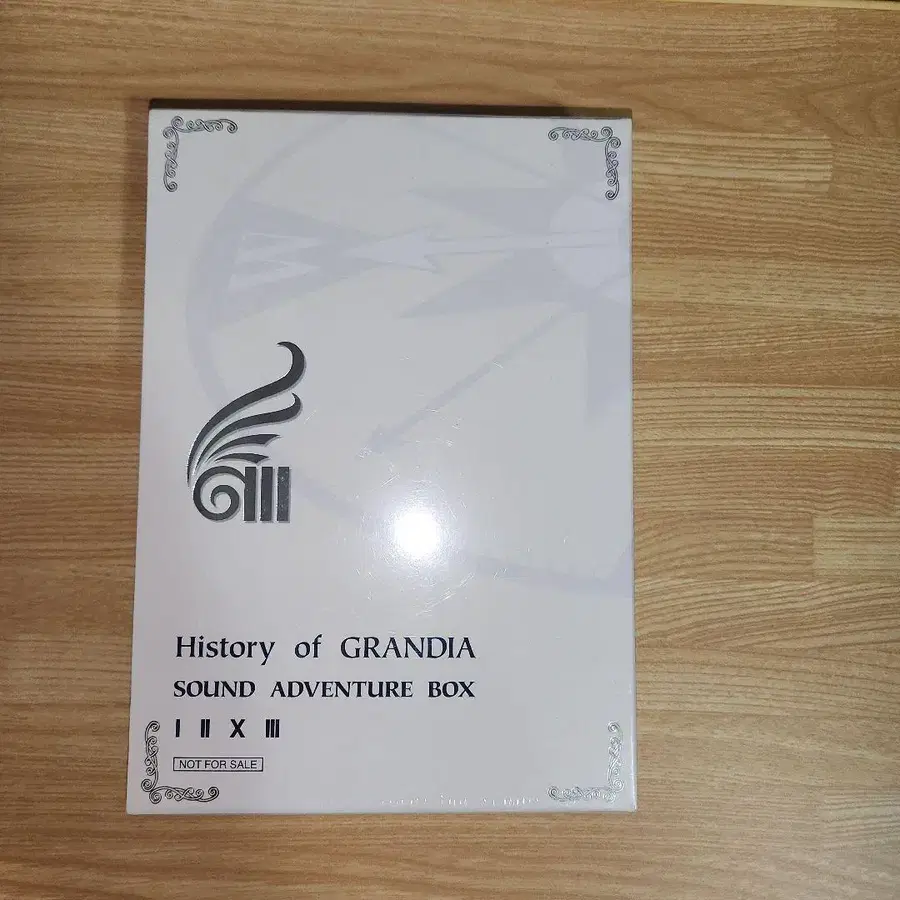 History of GRANDIA
SOUND ADVENTURE BOX
I II X III
NOT FOR SALE